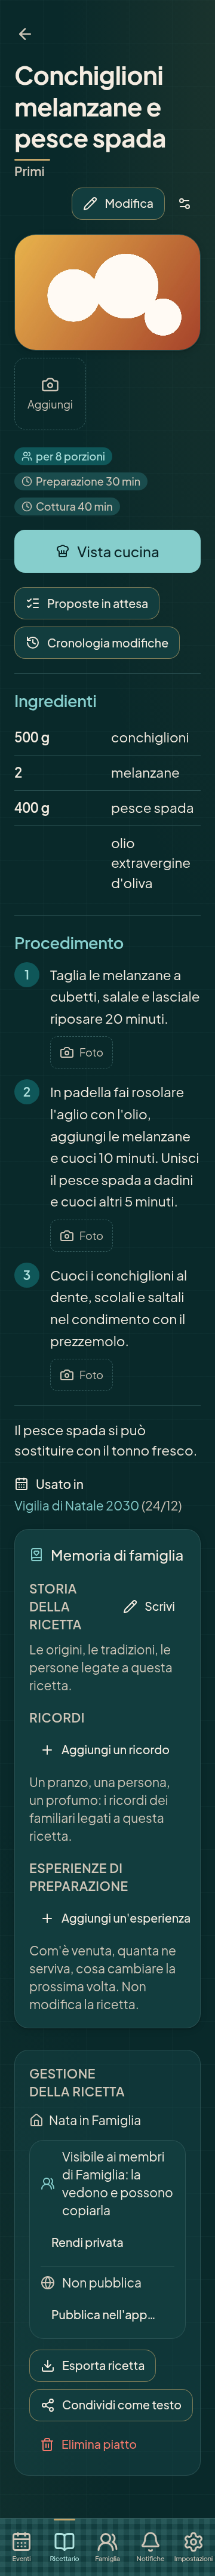 Conchiglioni
melanzane e
pesce spada
Primi
Modifica
Aggiungi
per 8 porzioni
Preparazione 30 min
Cottura 40 min
Vista cucina
Proposte in attesa
Cronologia modifiche
Ingredienti
500 g conchiglioni
2 melanzane
400 g pesce spada
olio
extravergine
d'oliva
Procedimento
1 Taglia le melanzane a
cubetti, salale e lasciale
riposare 20 minuti.
Foto
2 In padella fai rosolare
l'aglio con l'olio,
aggiungi le melanzane
e cuoci 10 minuti. Unisci
il pesce spada a dadini
e cuoci altri 5 minuti.
Foto
3 Cuoci i conchiglioni al
dente, scolali e saltali
nel condimento con il
prezzemolo.
Foto
Il pesce spada si può
sostituire con il tonno fresco.
Usato in
Vigilia di Natale 2030 (24/12)
Memoria di famiglia
STORIA
DELLA
RICETTA
Scrivi
Le origini, le tradizioni, le
persone legate a questa
ricetta.
RICORDI
Aggiungi un ricordo
Un pranzo, una persona,
un profumo: i ricordi dei
familiari legati a questa
ricetta.
ESPERIENZE DI
PREPARAZIONE
Aggiungi un'esperienza
Com'è venuta, quanta ne
serviva, cosa cambiare la
prossima volta. Non
modifica la ricetta.
GESTIONE
DELLA RICETTA
Nata in Famiglia
Visibile ai membri
di Famiglia: la
vedono e possono
copiarla
Rendi privata
Non pubblica
Pubblica nell'app…
Esporta ricetta
Condividi come testo
Elimina piatto
Eventi Ricettario Famiglia Notifiche Impostazioni